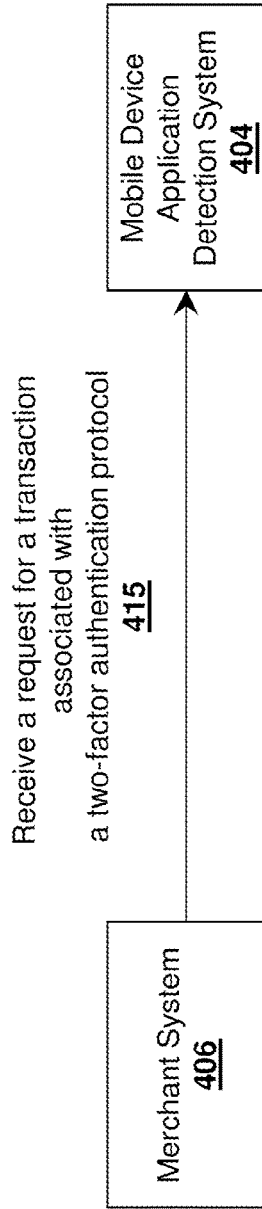 Receive a request for a transaction
associated with
a two-factor authentication protocol
415
Merchant System
406
Mobile Device
Application
Detection System
404